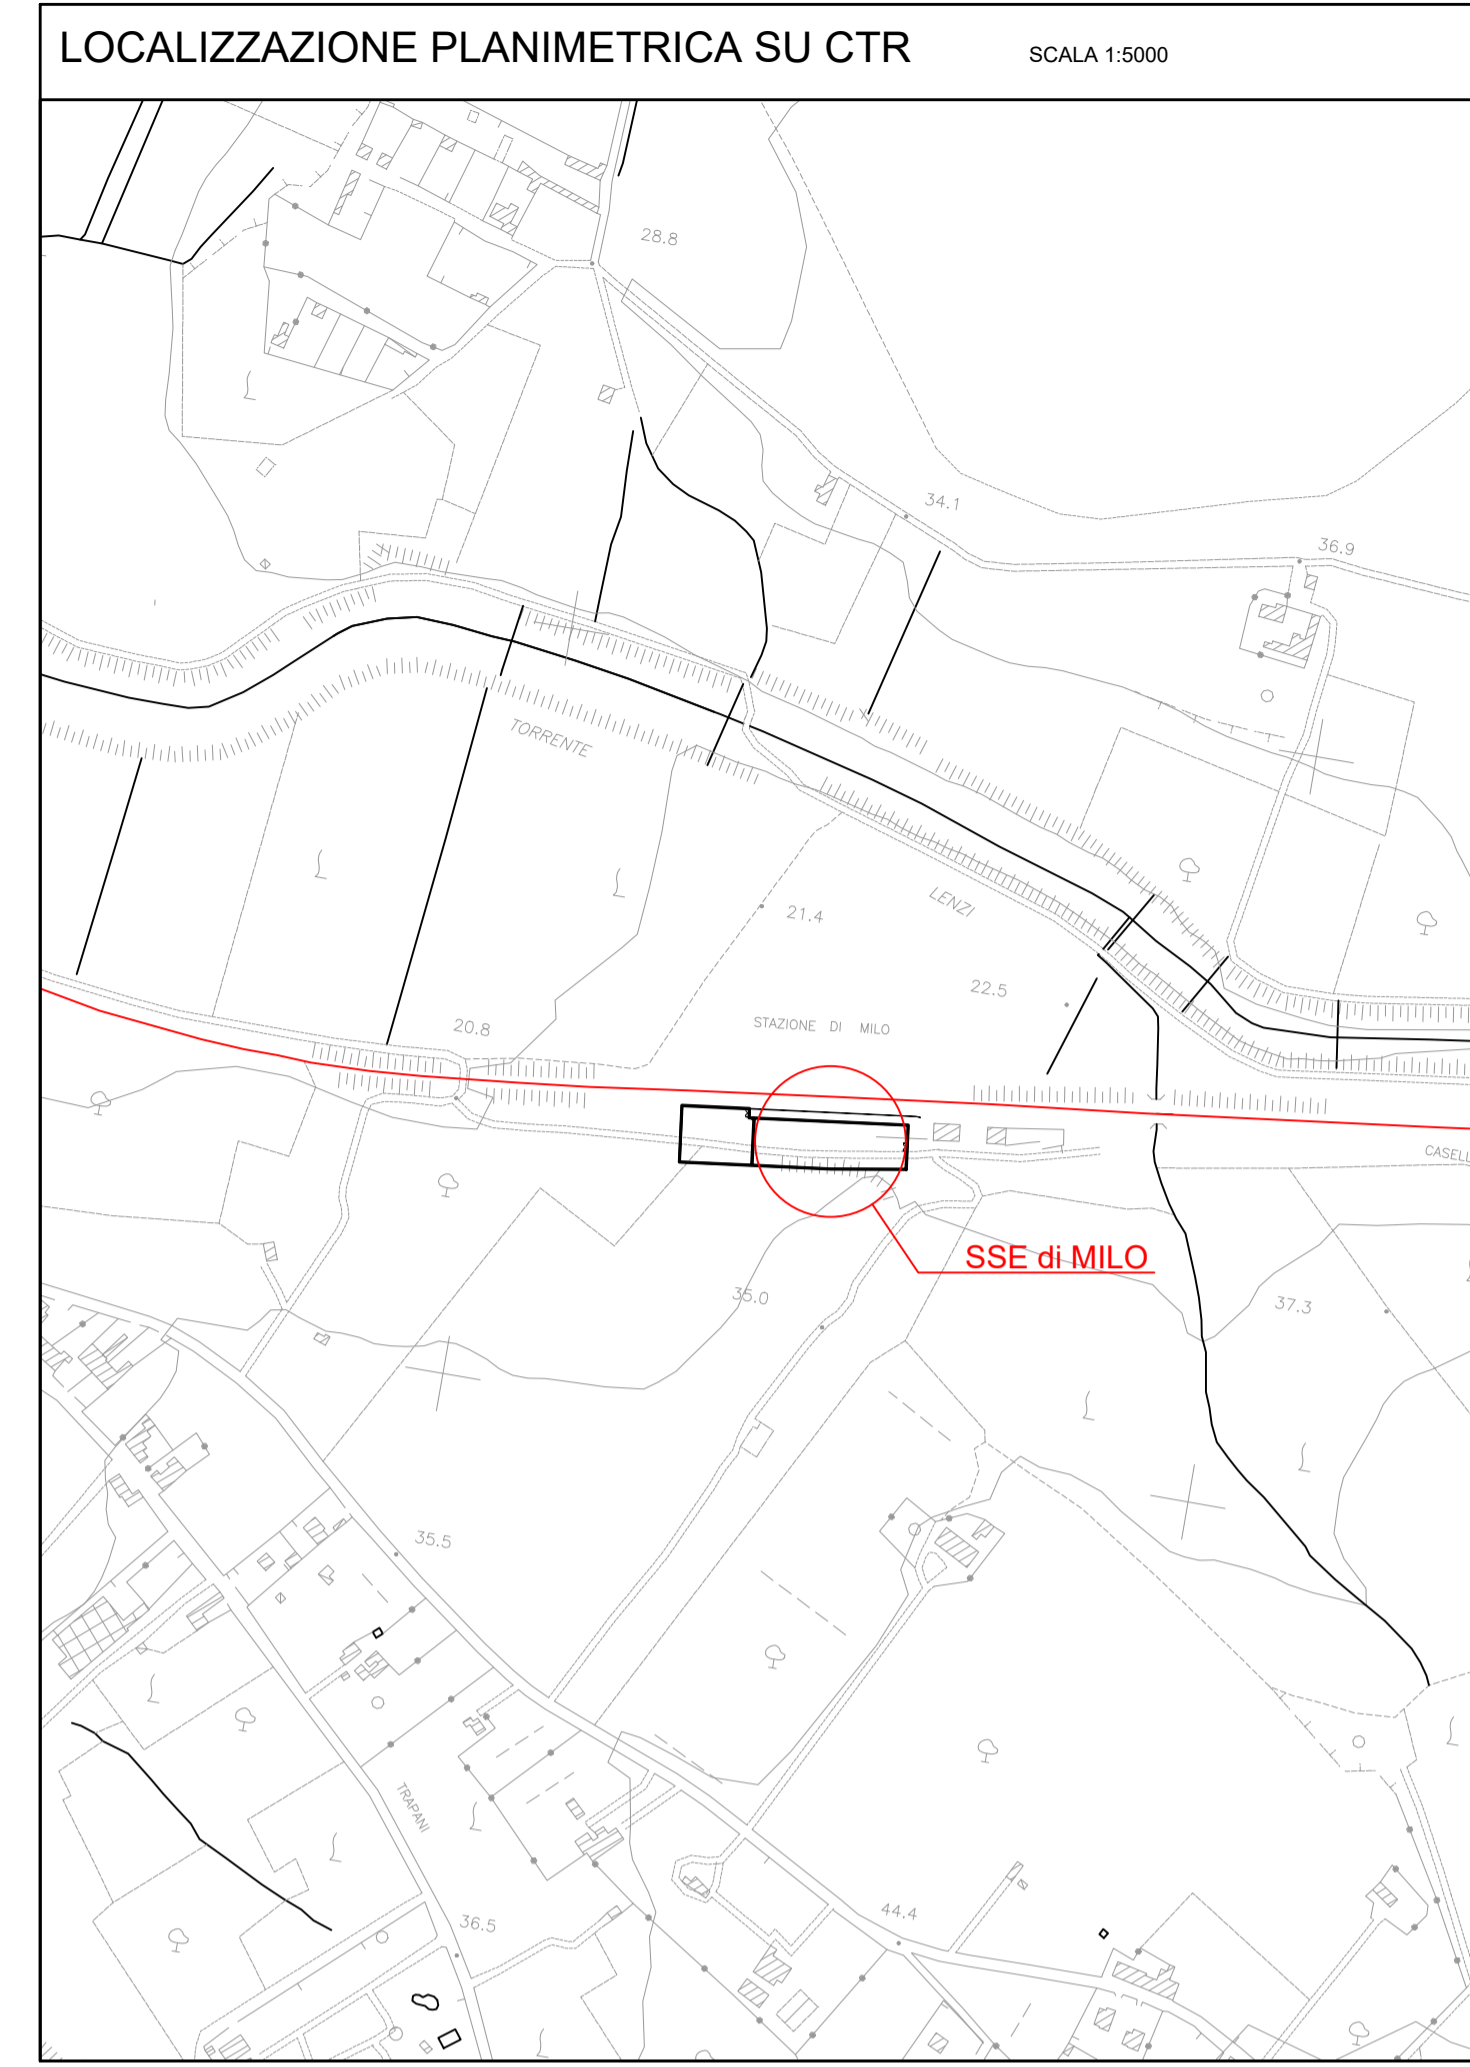 LOCALIZZAZIONE PLANIMETRICA SU CTR SCALA 1:5000
28.8
34.1
36.9
TORRENTE
LENZI
21.4
22.5
20.8
STAZIONE DI MILO
CASELL
SSE di MILO
35.0
37.3
35.5
TRAPANI
36.5
44.4